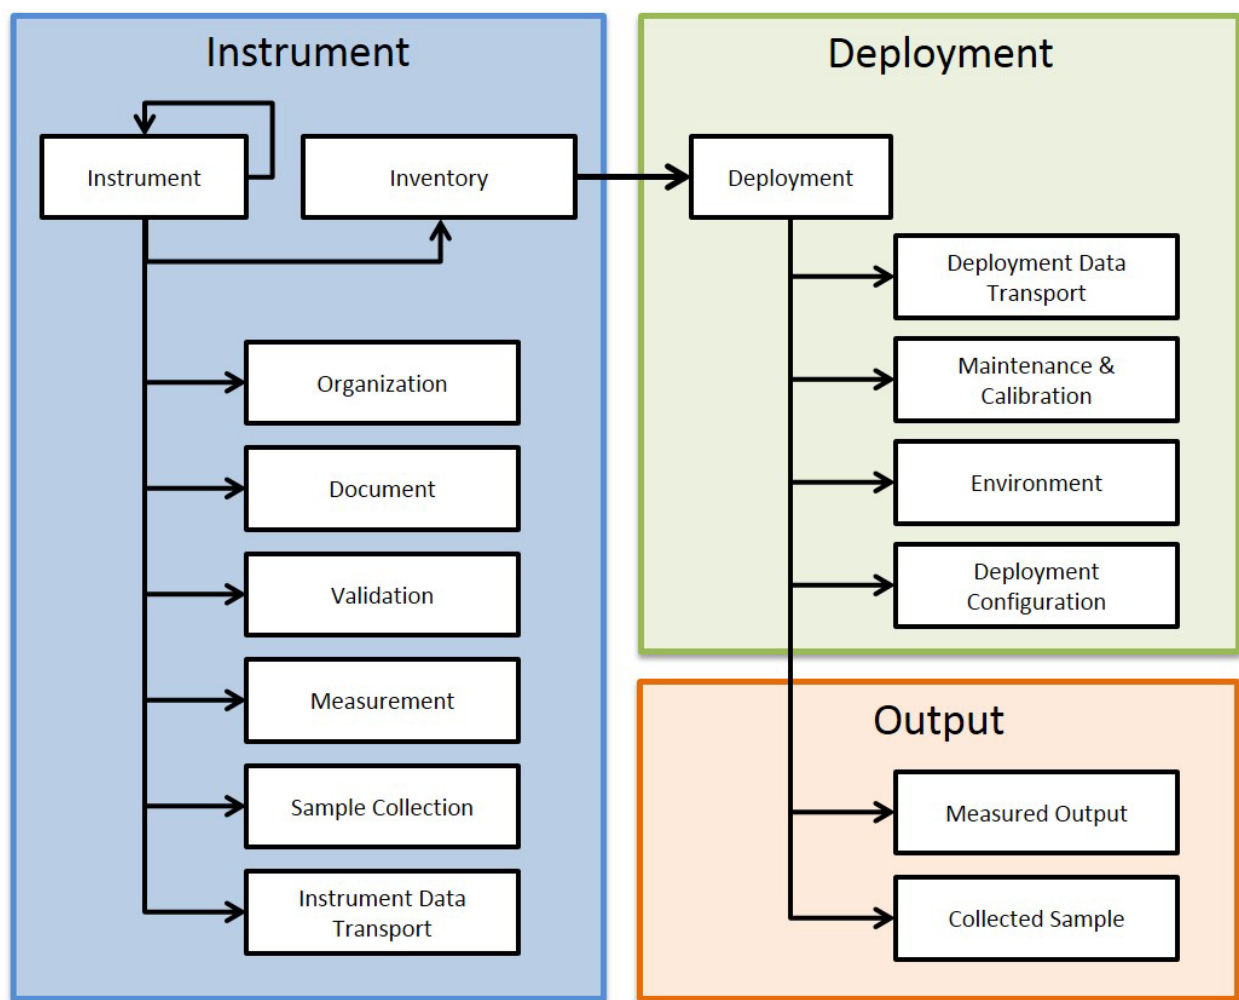 Instrument
Instrument
Inventory
Organization
Document
Validation
Measurement
Sample Collection
Instrument Data
Transport
Deployment
Deployment
Deployment Data
Transport
Maintenance &
Calibration
Environment
Deployment
Configuration
Output
Measured Output
Collected Sample